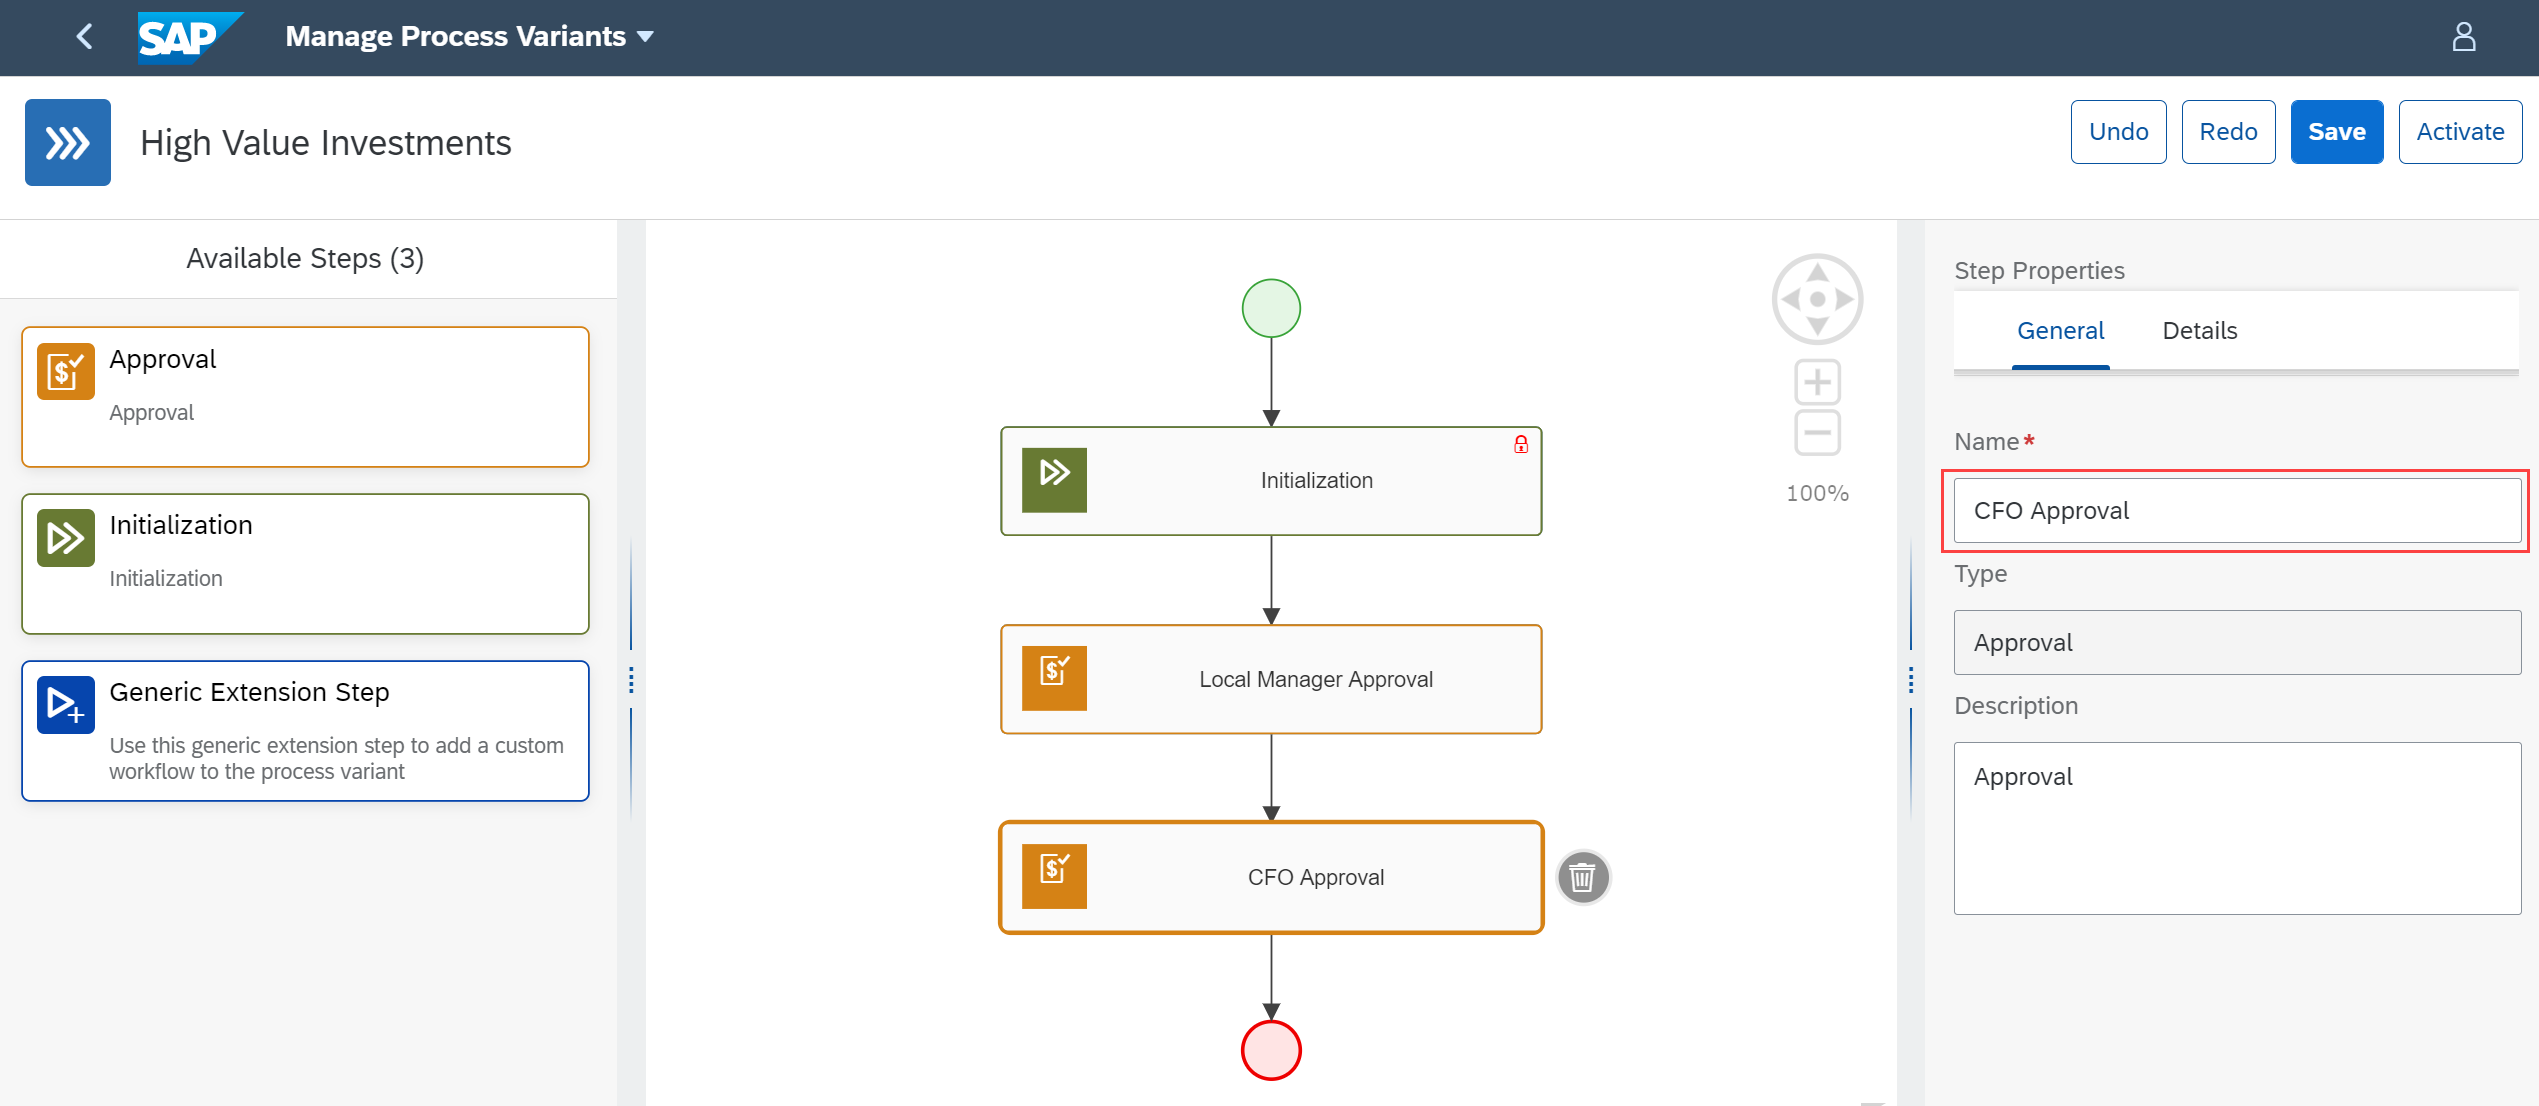 SAP Manage Process Variants
High Value Investments
Undo Redo Save Activate
Available Steps (3)
Approval
Approval
Initialization
Initialization
Generic Extension Step
Use this generic extension step to add a custom
workflow to the process variant
Initialization
Local Manager Approval
CFO Approval
100%
Step Properties
General Details
Name*
CFO Approval
Type
Approval
Description
Approval